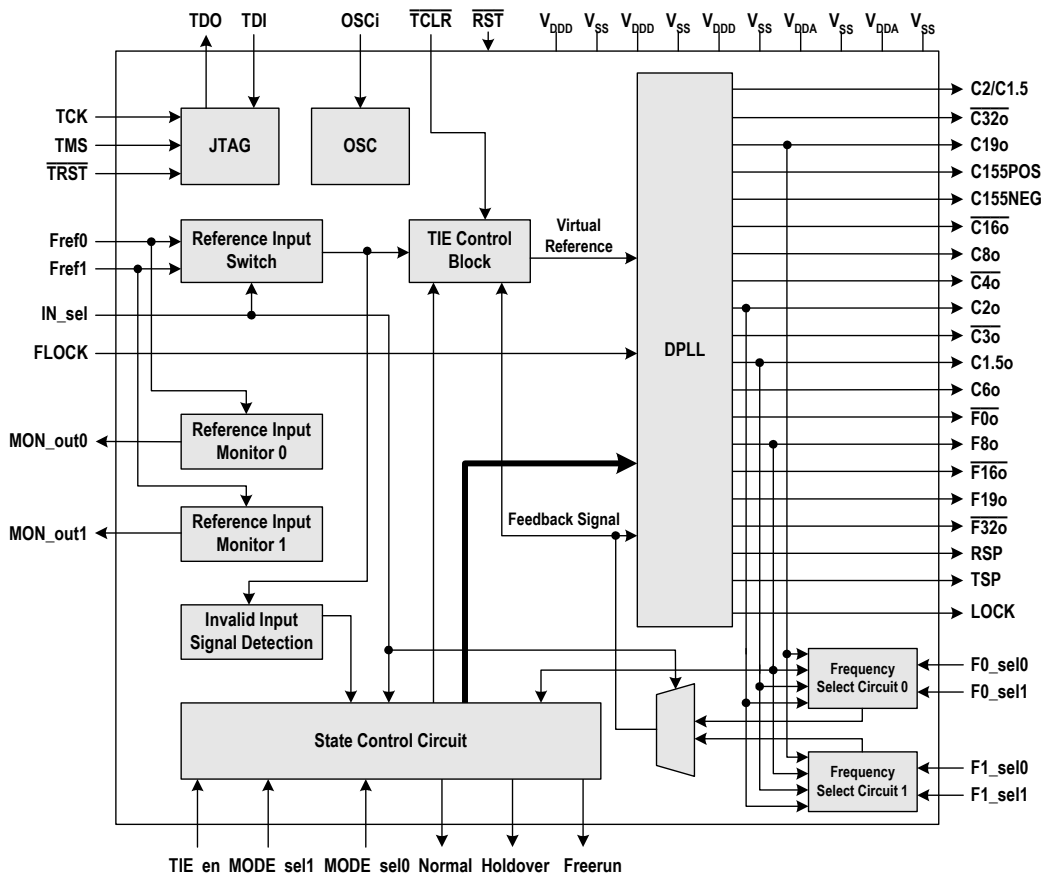 TDO TDI OSCi TCLR RST VDDD VSS VDDD VSS VDDD VSS VDDA VSS VDDA VSS
TCK
TMS
TRST
JTAG
OSC
Fref0
Fref1
IN_sel
FLOCK
MON_out0
MON_out1
Reference Input
Switch
TIE Control
Block
Virtual
Reference
DPLL
Reference Input
Monitor 0
Reference Input
Monitor 1
Feedback Signal
Invalid Input
Signal Detection
State Control Circuit
C2/C1.5
C32o
C19o
C155POS
C155NEG
C16o
C8o
C4o
C2o
C3o
C1.5o
C6o
F0o
F8o
F16o
F19o
F32o
RSP
TSP
LOCK
Frequency
Select Circuit 0
F0_sel0
F0_sel1
Frequency
Select Circuit 1
F1_sel0
F1_sel1
TIE_en MODE_sel1 MODE_sel0 Normal Holdover Freerun